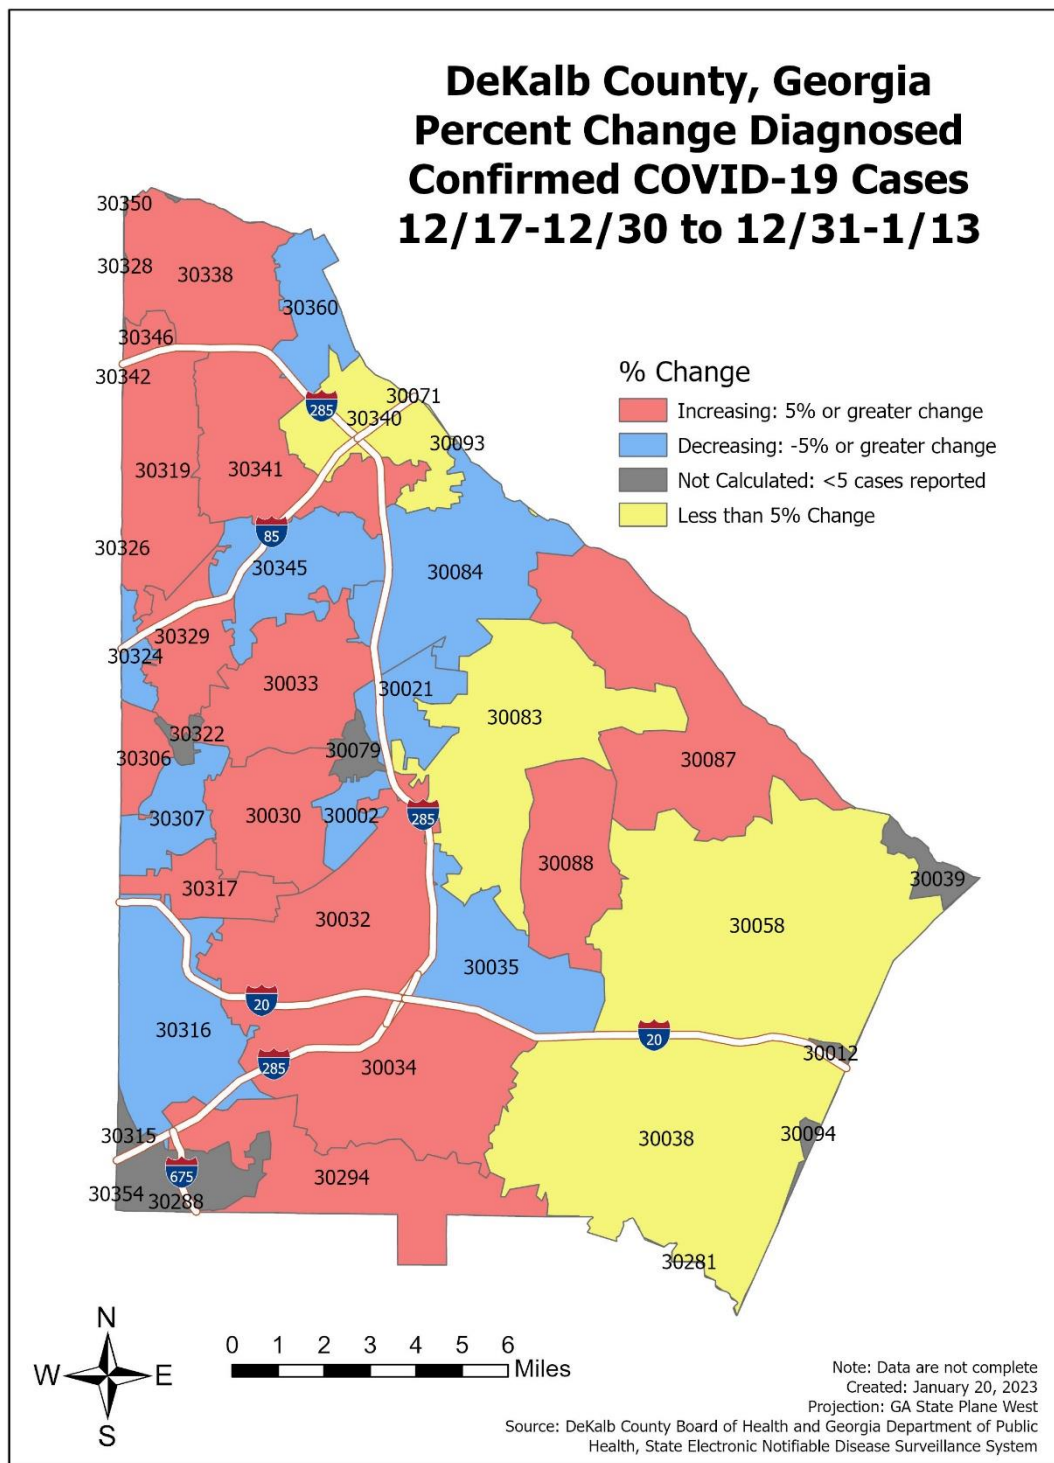 DeKalb County, Georgia
Percent Change Diagnosed
Confirmed COVID-19 Cases
12/17-12/30 to 12/31-1/13
30350
30328
30338
30360
30346
30342
% Change
Increasing: 5% or greater change
Decreasing: -5% or greater change
Not Calculated: <5 cases reported
Less than 5% Change
285
30071
30340
30093
30319
30341
85
30326
30345
30084
30329
30324
30033
30021
30083
30322
30079
30306
30087
30307
30030
30002
285
30088
30039
30317
30032
30058
30035
20
30316
20
30012
285
30034
30315
30038
30094
675
30354
30288
30294
30281
N
W
E
S
0 1 2 3 4 5 6
Miles
Note: Data are not complete
Created: January 20, 2023
Projection: GA State Plane West
Source: DeKalb County Board of Health and Georgia Department of Public
Health, State Electronic Notifiable Disease Surveillance System